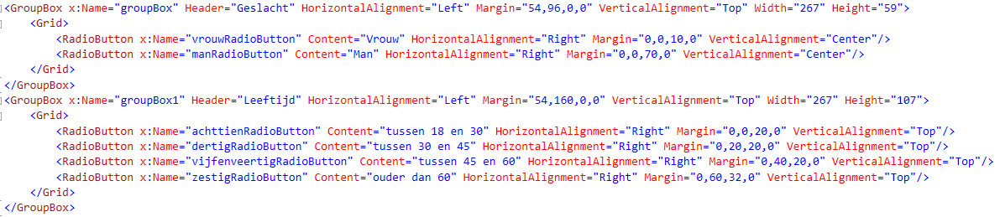 <GroupBox x:Name="groupBox" Header="Geslacht" HorizontalAlignment="Left" Margin="54,96,0,0" VerticalAlignment="Top" Width="267" Height="59">
<Grid>
<RadioButton x:Name="vrouwRadioButton" Content="Vrouw" HorizontalAlignment="Right" Margin="0,0,10,0" VerticalAlignment="Center"/>
<RadioButton x:Name="manRadioButton" Content="Man" HorizontalAlignment="Right" Margin="0,0,70,0" VerticalAlignment="Center"/>
</Grid>
</GroupBox>
<GroupBox x:Name="groupBox1" Header="Leeftijd" HorizontalAlignment="Left" Margin="54,160,0,0" VerticalAlignment="Top" Width="267" Height="107">
<Grid>
<RadioButton x:Name="achttienRadioButton" Content="tussen 18 en 30" HorizontalAlignment="Right" Margin="0,0,20,0" VerticalAlignment="Top"/>
<RadioButton x:Name="dertigRadioButton" Content="tussen 30 en 45" HorizontalAlignment="Right" Margin="0,20,20,0" VerticalAlignment="Top"/>
<RadioButton x:Name="vijfenveertigRadioButton" Content="tussen 45 en 60" HorizontalAlignment="Right" Margin="0,40,20,0" VerticalAlignment="Top"/>
<RadioButton x:Name="zestigRadioButton" Content="ouder dan 60" HorizontalAlignment="Right" Margin="0,60,32,0" VerticalAlignment="Top"/>
</Grid>
</GroupBox>